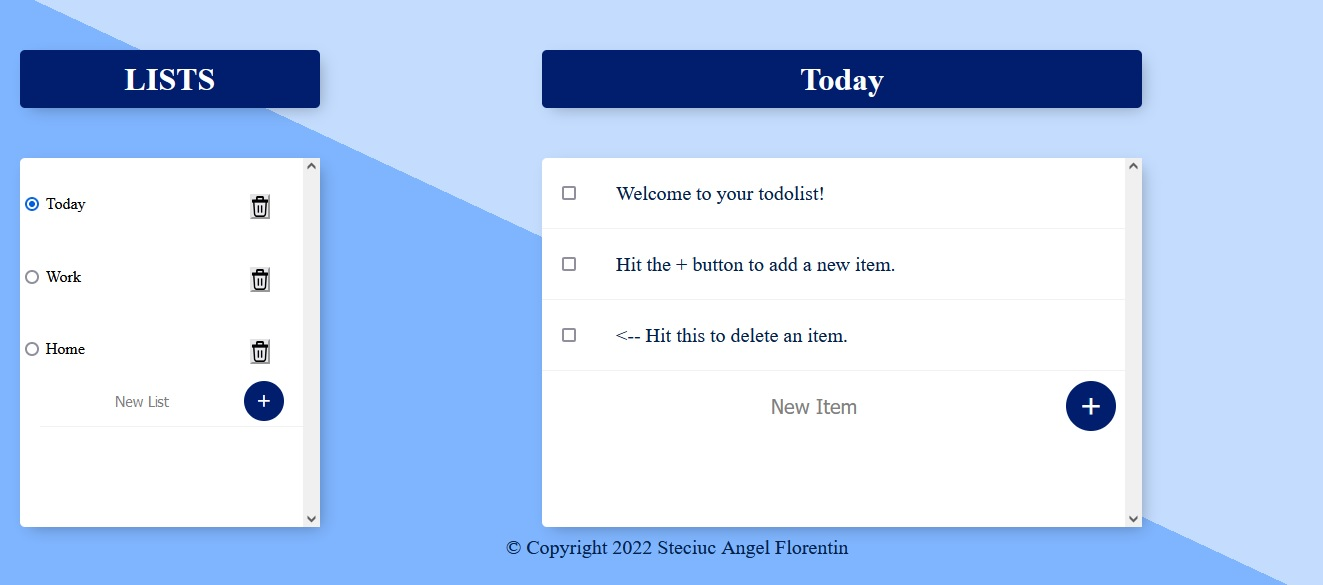 LISTS
Today
Work
Home
New List
+
Today
Welcome to your todolist!
Hit the + button to add a new item.
<-- Hit this to delete an item.
New Item
+
© Copyright 2022 Steciuc Angel Florentin